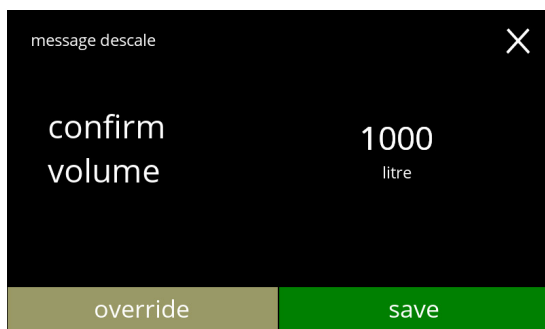 message descale
confirm
volume
1000
litre
override
save